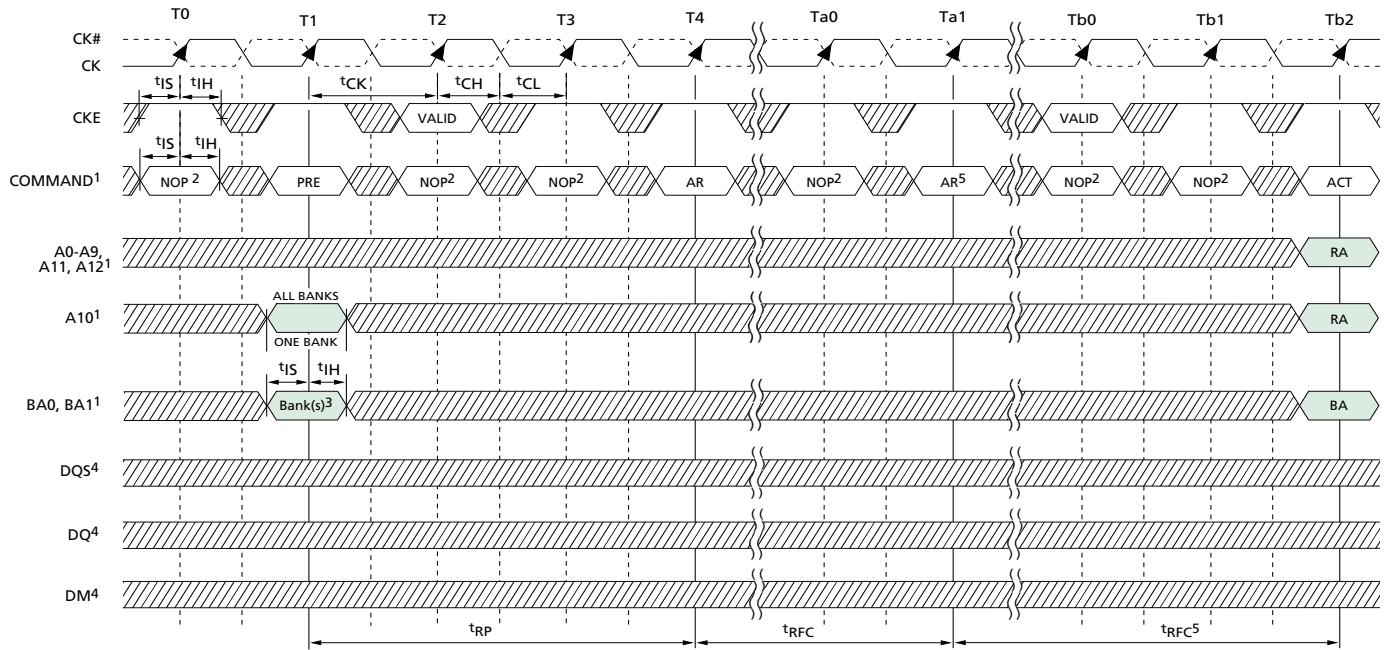 T0 T1 T2 T3 T4 Ta0 Ta1 Tb0 Tb1 Tb2
CK#
CK
tIS tIH tCK tCH tCL
CKE VALID VALID
tIS tIH
COMMAND1 NOP2 PRE NOP2 NOP2 AR NOP2 AR5 NOP2 NOP2 ACT
A0-A9,
A11, A121 RA
ALL BANKS
A101 RA
ONE BANK
tIS tIH
BA0, BA11 Bank(s)3 BA
DQS4
DQ4
DM4
tRP tRFC tRFC5